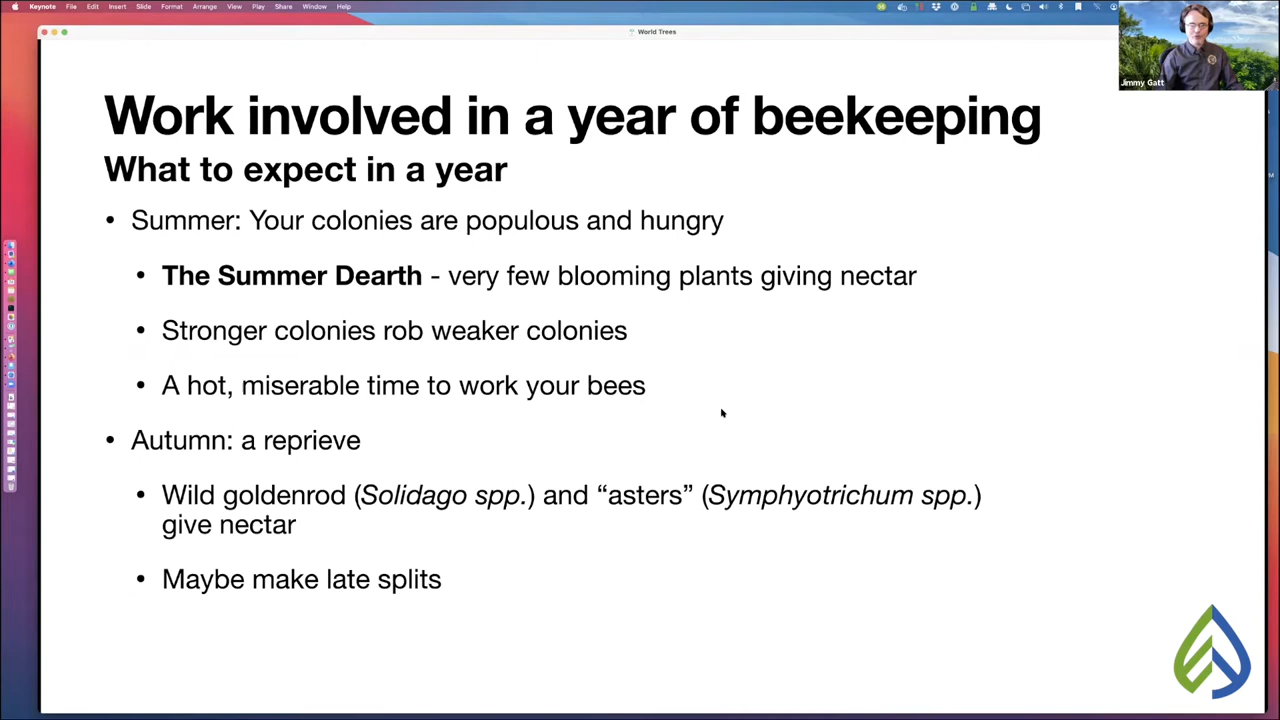 Keynote File Edit Insert Slide Format Arrange View Play Share Window Help
World Trees
Jimmy Gatt
Work involved in a year of beekeeping
What to expect in a year
• Summer: Your colonies are populous and hungry
• The Summer Dearth - very few blooming plants giving nectar
• Stronger colonies rob weaker colonies
• A hot, miserable time to work your bees
• Autumn: a reprieve
• Wild goldenrod (Solidago spp.) and “asters” (Symphyotrichum spp.)
give nectar
• Maybe make late splits